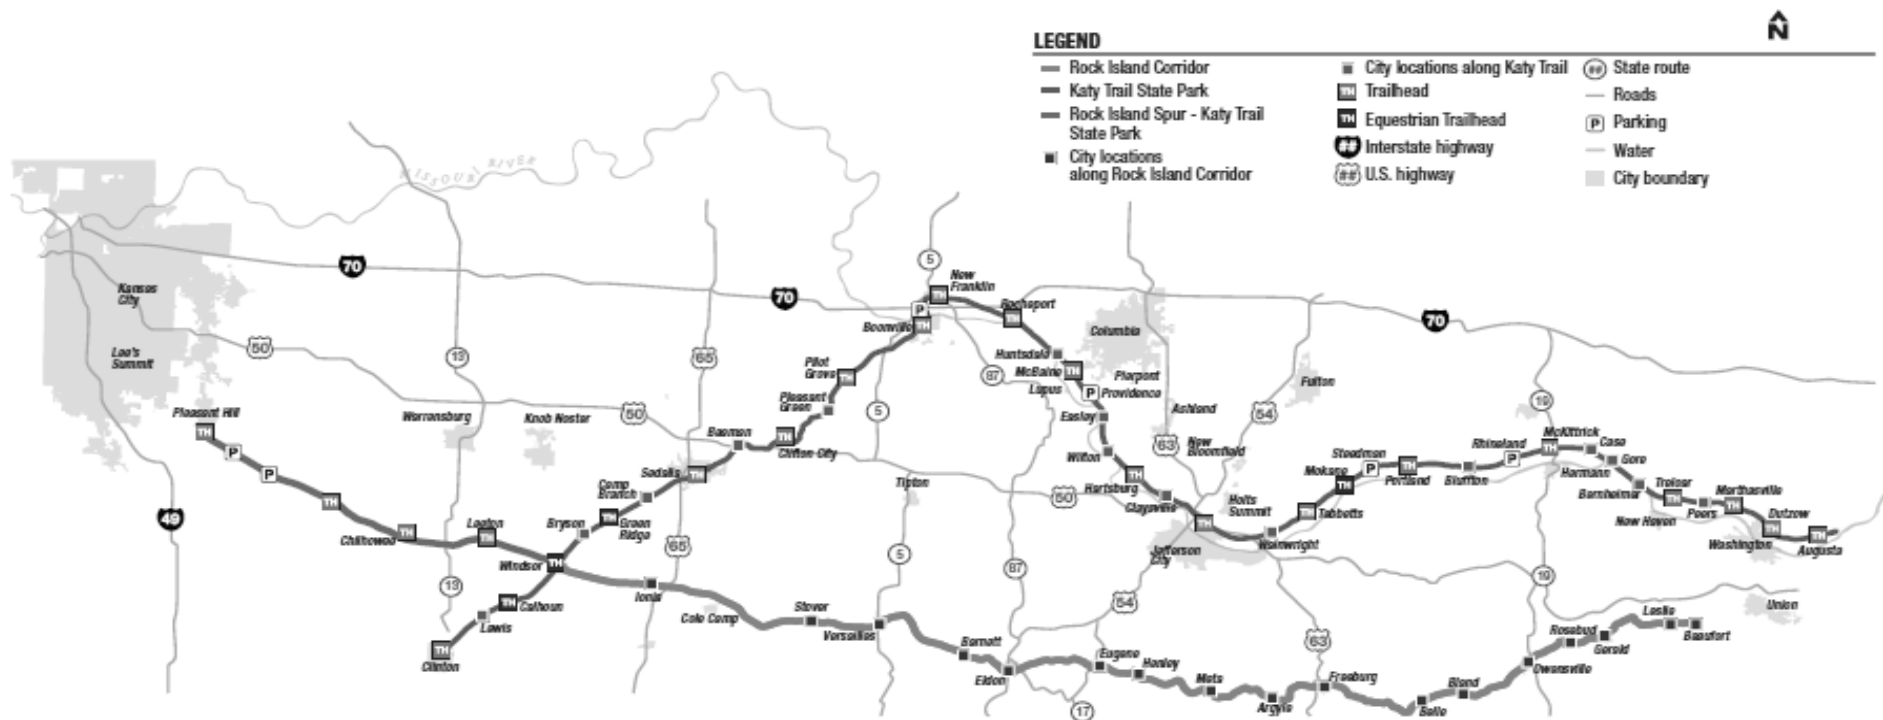 N
LEGEND
Rock Island Corridor
Katy Trail State Park
Rock Island Spur - Katy Trail
State Park
City locations
along Rock Island Corridor
City locations along Katy Trail
TH Trailhead
TH Equestrian Trailhead
## Interstate highway
## U.S. highway
## State route
Roads
P Parking
Water
City boundary
MISSOURI RIVER
70
70
70
5
New
Franklin
Rocheport
P
Boonville
TH
TH
TH
Kansas
City
Lee's
Summit
50
13
65
Columbia
Huntsdale
McBaine
TH
Lupus
87
Pierpont
P
Providence
Pilot
Grove
TH
Pleasant
Green
5
Fulton
54
19
Pleasant Hill
TH
P
P
TH
Warrensburg
Knob Noster
50
Beaman
TH
Clifton City
Easley
Ashland
63
New
Bloomfield
Wilton
TH
Hartsburg
Claysville
50
Tipton
Sedalia
TH
Camp
Branch
Green
Ridge
TH
Bryson
Leeton
TH
Chilhowee
TH
Windsor
TH
49
13
65
Holts
Summit
Jefferson
City
TH
Wainwright
TH
Tebbetts
Mokane
TH
Steedman
P
TH
Portland
Bluffton
Rhineland
P
McKittrick
TH
Case
Gore
Hermann
Bernheimer
Treloar
TH
Peers
New Haven
Marthasville
TH
Dutzow
TH
Washington
TH
Augusta
Calhoun
TH
Lewis
Clinton
TH
Ionia
Cole Camp
Stover
Versailles
5
87
54
63
19
Barnett
Eldon
Eugene
Henley
Meta
Argyle
Freeburg
Belle
Bland
Owensville
Rosebud
Gerald
Leslie
Beaufort
Union
17